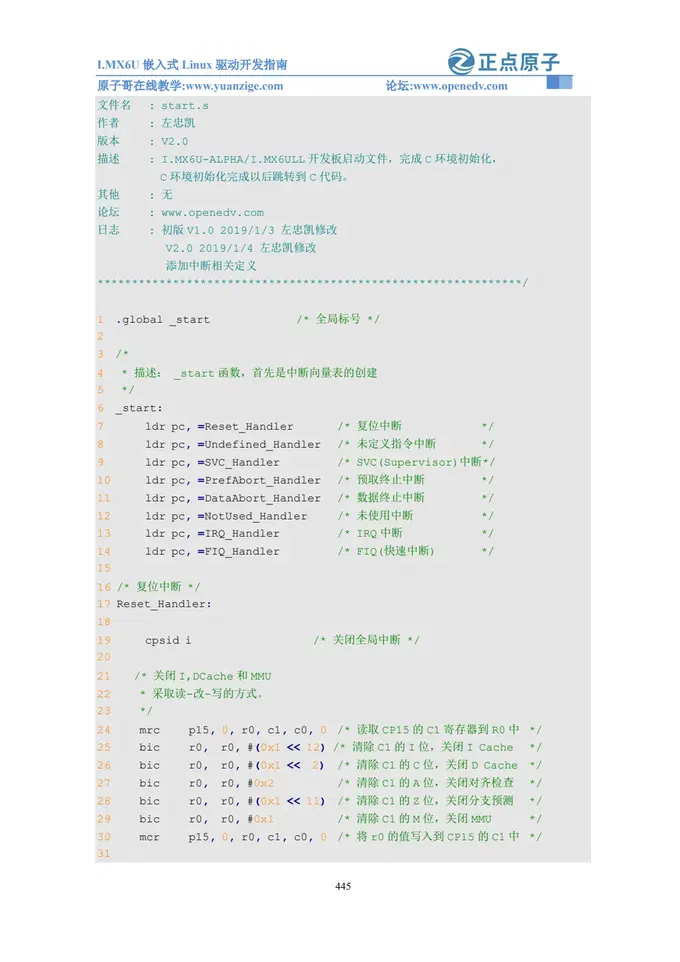 I.MX6U 嵌入式 Linux 驱动开发指南
正点原子
原子哥在线教学:www.yuanzige.com 论坛:www.openedv.com
文件名 : start.s
作者 : 左忠凯
版本 : V2.0
描述 : I.MX6U-ALPHA/I.MX6ULL 开发板启动文件，完成 C 环境初始化，
C 环境初始化完成以后跳转到 C 代码。
其他 : 无
论坛 : www.openedv.com
日志 : 初版 V1.0 2019/1/3 左忠凯修改
V2.0 2019/1/4 左忠凯修改
添加中断相关定义
**************************************************************/
1 .global _start /* 全局标号 */
2
3 /*
4 * 描述： _start 函数，首先是中断向量表的创建
5 */
6 _start:
7 ldr pc, =Reset_Handler /* 复位中断 */
8 ldr pc, =Undefined_Handler /* 未定义指令中断 */
9 ldr pc, =SVC_Handler /* SVC(Supervisor)中断*/
10 ldr pc, =PrefAbort_Handler /* 预取终止中断 */
11 ldr pc, =DataAbort_Handler /* 数据终止中断 */
12 ldr pc, =NotUsed_Handler /* 未使用中断 */
13 ldr pc, =IRQ_Handler /* IRQ 中断 */
14 ldr pc, =FIQ_Handler /* FIQ(快速中断) */
15
16 /* 复位中断 */
17 Reset_Handler:
18
19 cpsid i /* 关闭全局中断 */
20
21 /* 关闭 I,DCache 和 MMU
22 * 采取读-改-写的方式。
23 */
24 mrc p15, 0, r0, c1, c0, 0 /* 读取 CP15 的 C1 寄存器到 R0 中 */
25 bic r0, r0, #(0x1 << 12) /* 清除 C1 的 I 位，关闭 I Cache */
26 bic r0, r0, #(0x1 << 2) /* 清除 C1 的 C 位，关闭 D Cache */
27 bic r0, r0, #0x2 /* 清除 C1 的 A 位，关闭对齐检查 */
28 bic r0, r0, #(0x1 << 11) /* 清除 C1 的 Z 位，关闭分支预测 */
29 bic r0, r0, #0x1 /* 清除 C1 的 M 位，关闭 MMU */
30 mcr p15, 0, r0, c1, c0, 0 /* 将 r0 的值写入到 CP15 的 C1 中 */
31
445